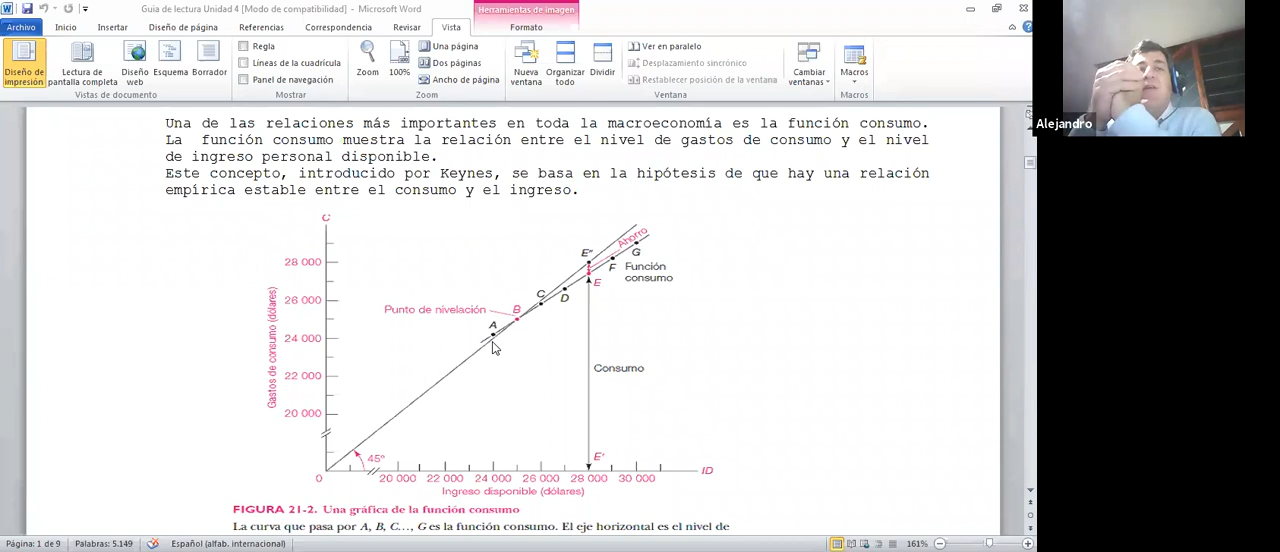 Guia de lectura Unidad 4 [Modo de compatibilidad] - Microsoft Word
Herramientas de imagen
Archivo Inicio Insertar Diseño de página Referencias Correspondencia Revisar Vista Formato
Diseño de impresión
Lectura de pantalla completa
Diseño web
Esquema
Borrador
Vistas de documento
Regla
Líneas de la cuadrícula
Panel de navegación
Mostrar
Zoom
100%
Una página
Dos páginas
Ancho de página
Zoom
Nueva ventana
Organizar todo
Dividir
Ver en paralelo
Desplazamiento sincrónico
Restablecer posición de la ventana
Ventana
Cambiar ventanas
Macros
Macros
Alejandro
Una de las relaciones más importantes en toda la macroeconomía es la función consumo.
La función consumo muestra la relación entre el nivel de gastos de consumo y el nivel
de ingreso personal disponible.
Este concepto, introducido por Keynes, se basa en la hipótesis de que hay una relación
empírica estable entre el consumo y el ingreso.
C
Gastos de consumo (dólares)
28 000
26 000
24 000
22 000
20 000
Punto de nivelación
A
B
C
D
E"
E
F
G
Ahorro
Función
consumo
Consumo
E'
45°
0 20 000 22 000 24 000 26 000 28 000 30 000
ID
Ingreso disponible (dólares)
FIGURA 21-2. Una gráfica de la función consumo
La curva que pasa por A, B, C..., G es la función consumo. El eje horizontal es el nivel de
Página: 1 de 9 Palabras: 5.149 Español (alfab. internacional) 161%